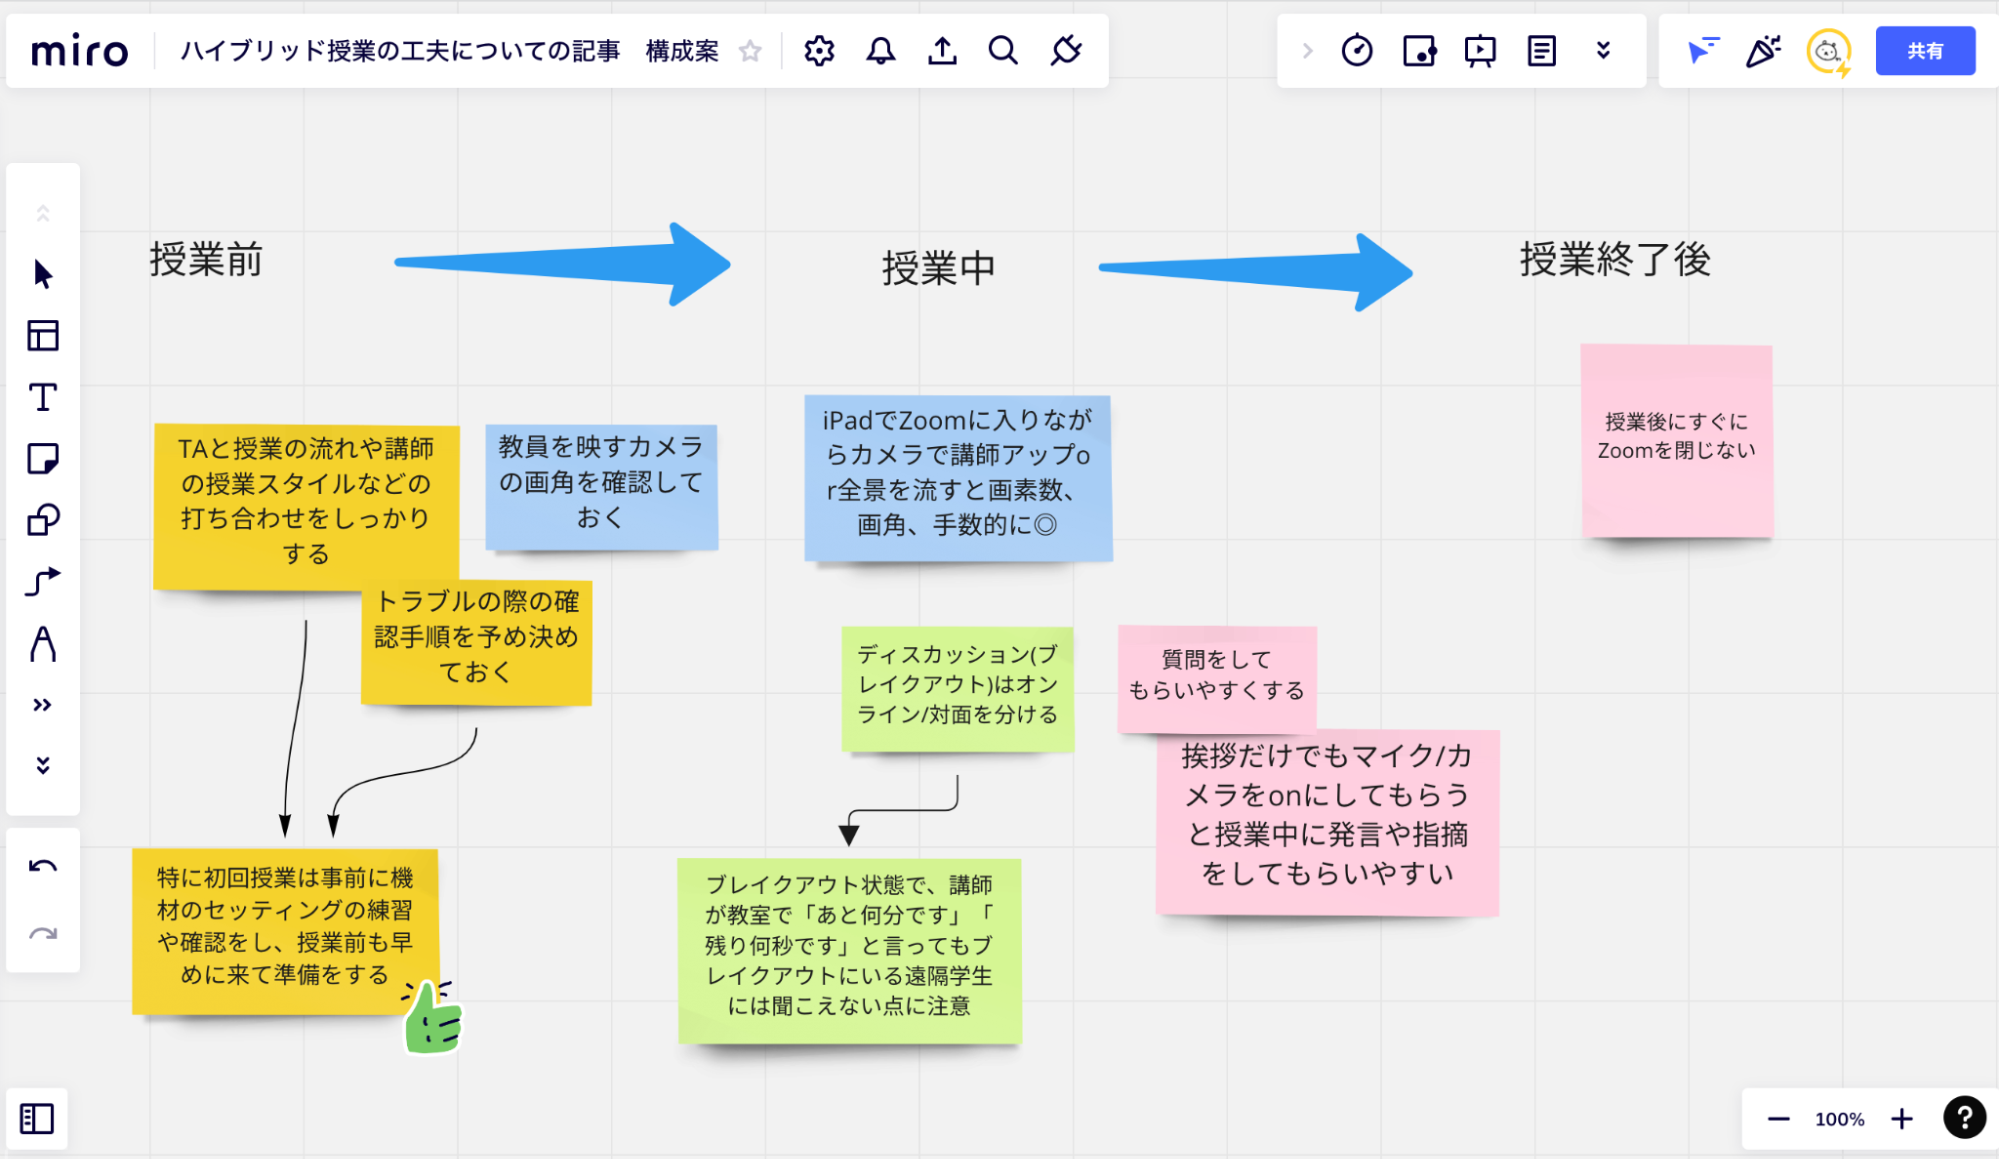 miro
ハイブリッド授業の工夫についての記事　構成案
共有
授業前
授業中
授業終了後
TAと授業の流れや講師
の授業スタイルなどの
打ち合わせをしっかり
する
教員を映すカメラ
の画角を確認して
おく
トラブルの際の確
認手順を予め決め
ておく
特に初回授業は事前に機
材のセッティングの練習
や確認をし、授業前も早
めに来て準備をする
iPadでZoomに入りなが
らカメラで講師アップo
r全景を流すと画素数、
画角、手数的に◎
ディスカッション(ブ
レイクアウト)はオン
ライン/対面を分ける
ブレイクアウト状態で、講師
が教室で「あと何分です」「
残り何秒です」と言ってもブ
レイクアウトにいる遠隔学生
には聞こえない点に注意
質問をして
もらいやすくする
挨拶だけでもマイク/カ
メラをonにしてもらう
と授業中に発言や指摘
をしてもらいやすい
授業後にすぐに
Zoomを閉じない
100%
?